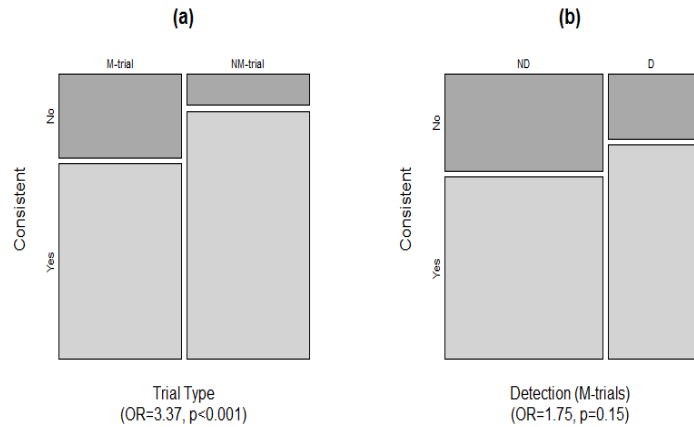 (a)
M-trial NM-trial
No
Yes
Consistent
Trial Type
(OR=3.37, p<0.001)
(b)
ND D
No
Yes
Consistent
Detection (M-trials)
(OR=1.75, p=0.15)